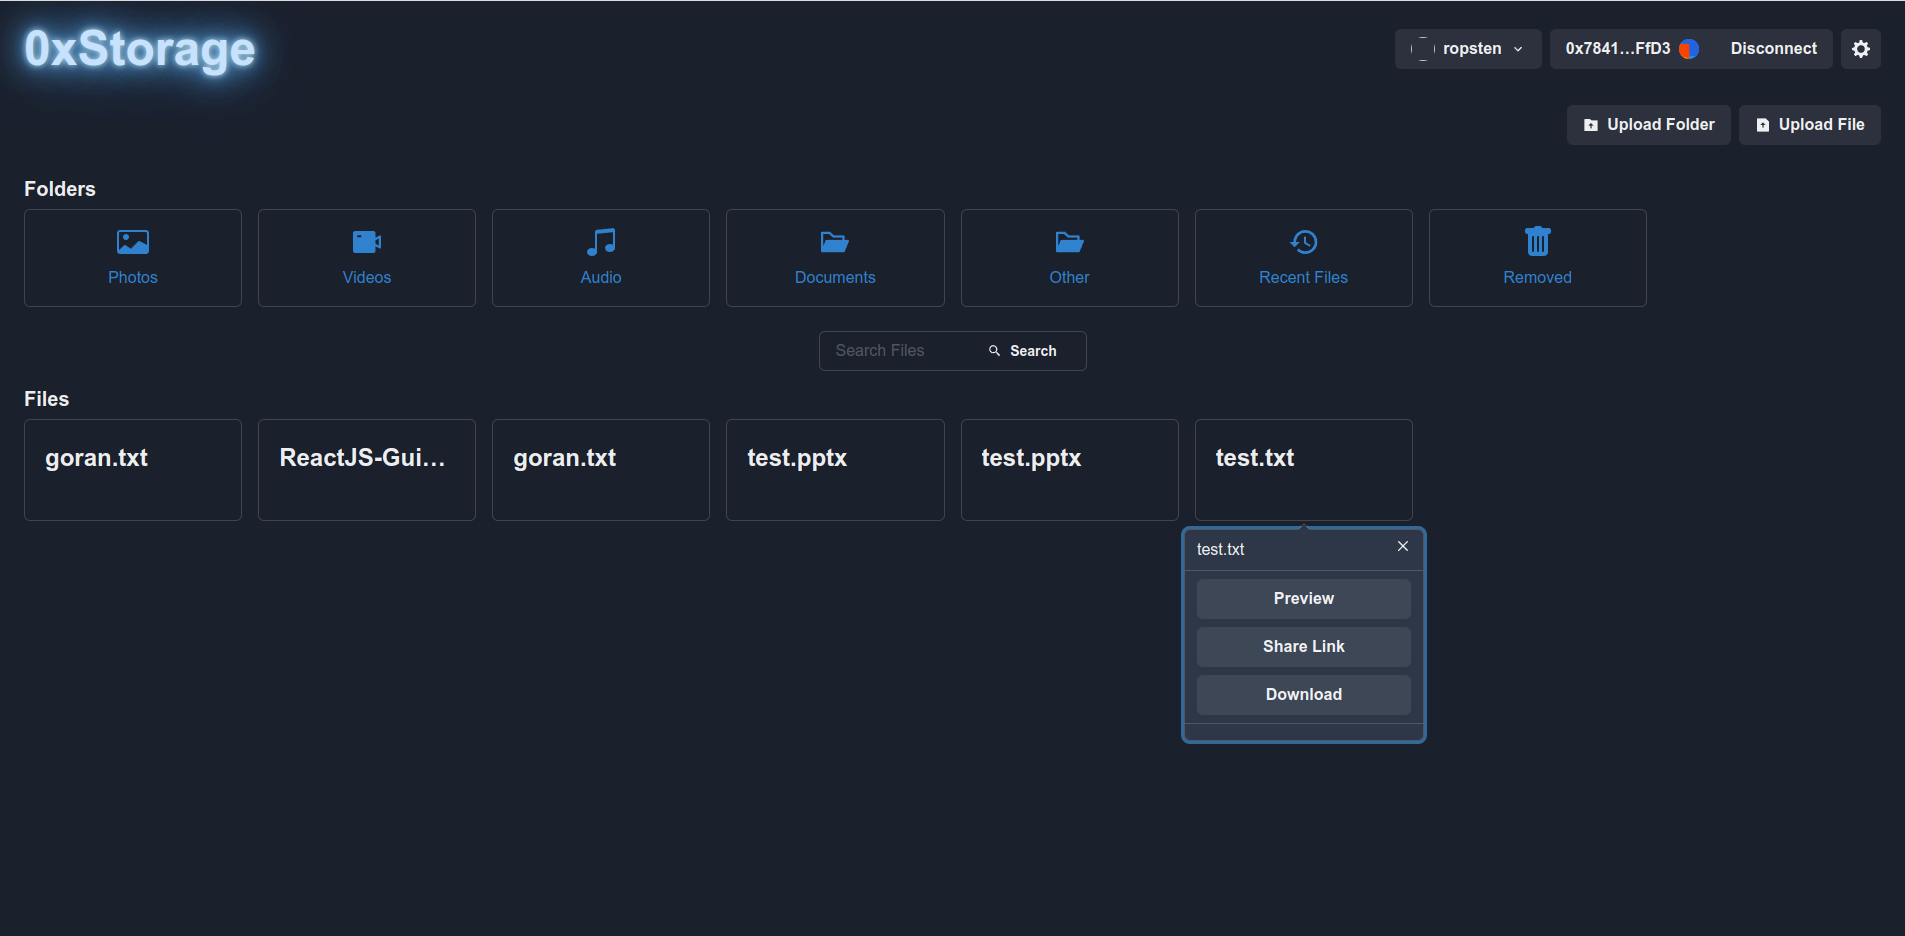 0xStorage
ropsten
0x7841...FfD3
Disconnect
Upload Folder
Upload File
Folders
Photos
Videos
Audio
Documents
Other
Recent Files
Removed
Search Files
Search
Files
goran.txt
ReactJS-Gui...
goran.txt
test.pptx
test.pptx
test.txt
test.txt
Preview
Share Link
Download